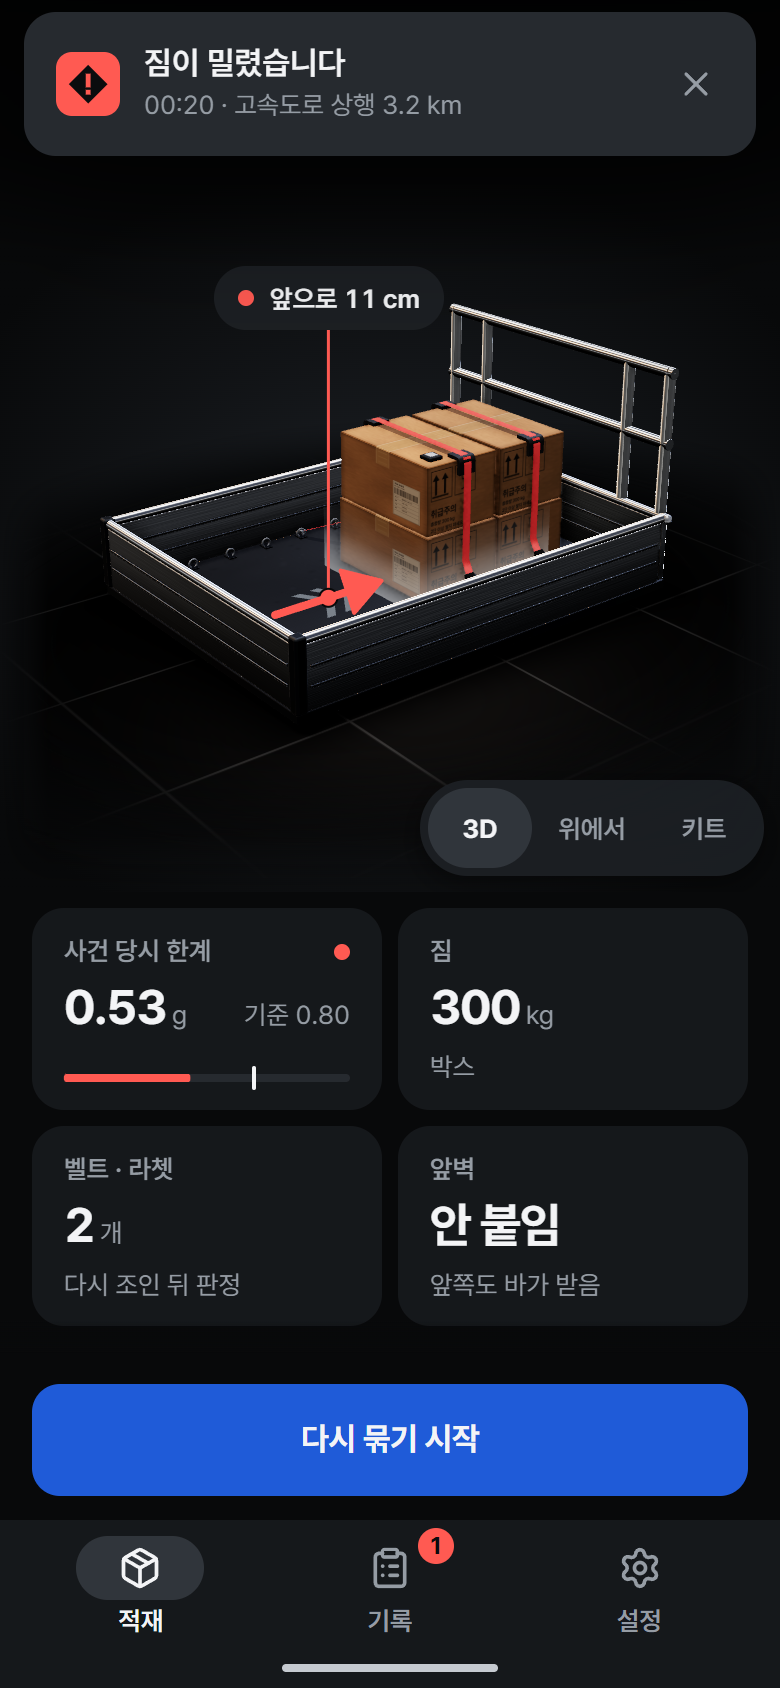 짐이 밀렸습니다
00:20 · 고속도로 상행 3.2 km
앞으로 11 cm
취급주의
3D
위에서
키트
사건 당시 한계
0.53 g
기준 0.80
짐
300 kg
박스
벨트 · 라쳇
2 개
다시 조인 뒤 판정
앞벽
안 붙임
앞쪽도 바가 받음
다시 묶기 시작
1
적재
기록
설정